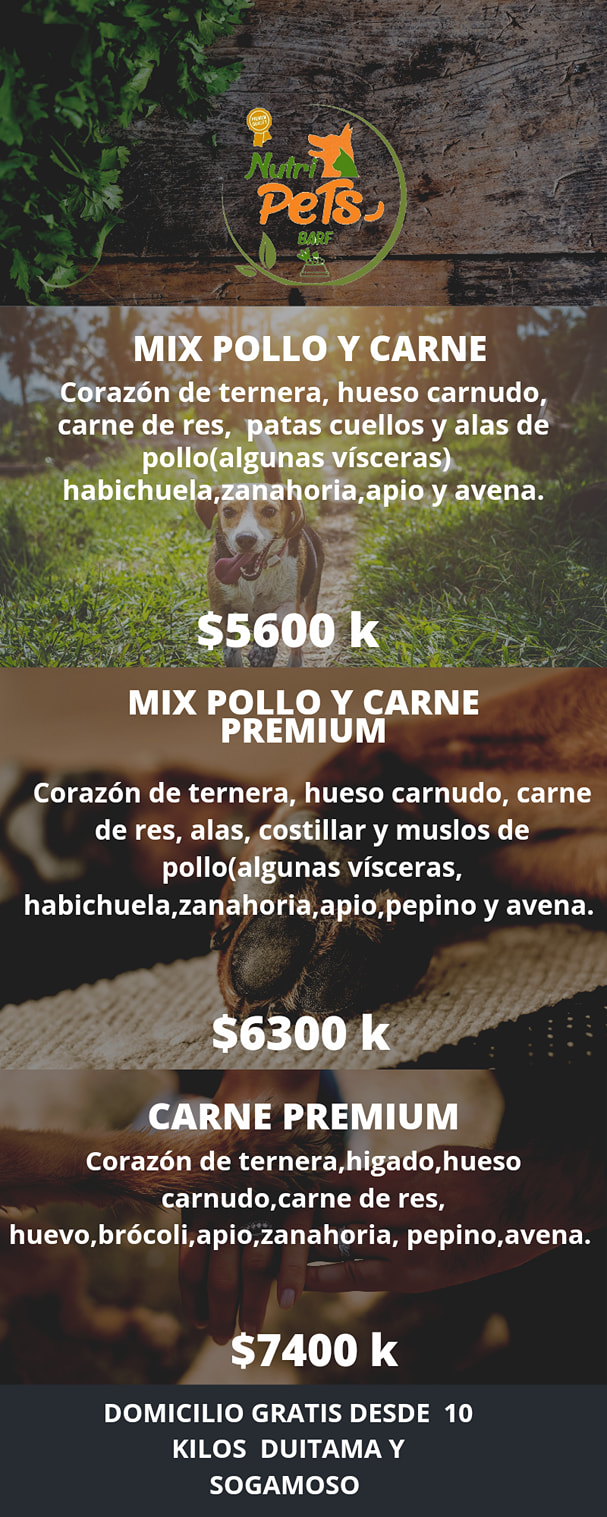 PREMIUM
QUALITY
Nutri
PeTs
BARF
MIX POLLO Y CARNE
Corazón de ternera, hueso carnudo,
carne de res, patas cuellos y alas de
pollo(algunas vísceras)
habichuela,zanahoria,apio y avena.
$5600 k
MIX POLLO Y CARNE
PREMIUM
Corazón de ternera, hueso carnudo, carne
de res, alas, costillar y muslos de
pollo(algunas vísceras,
habichuela,zanahoria,apio,pepino y avena.
$6300 k
CARNE PREMIUM
Corazón de ternera,higado,hueso
carnudo,carne de res,
huevo,brócoli,apio,zanahoria, pepino,avena.
$7400 k
DOMICILIO GRATIS DESDE 10
KILOS DUITAMA Y
SOGAMOSO